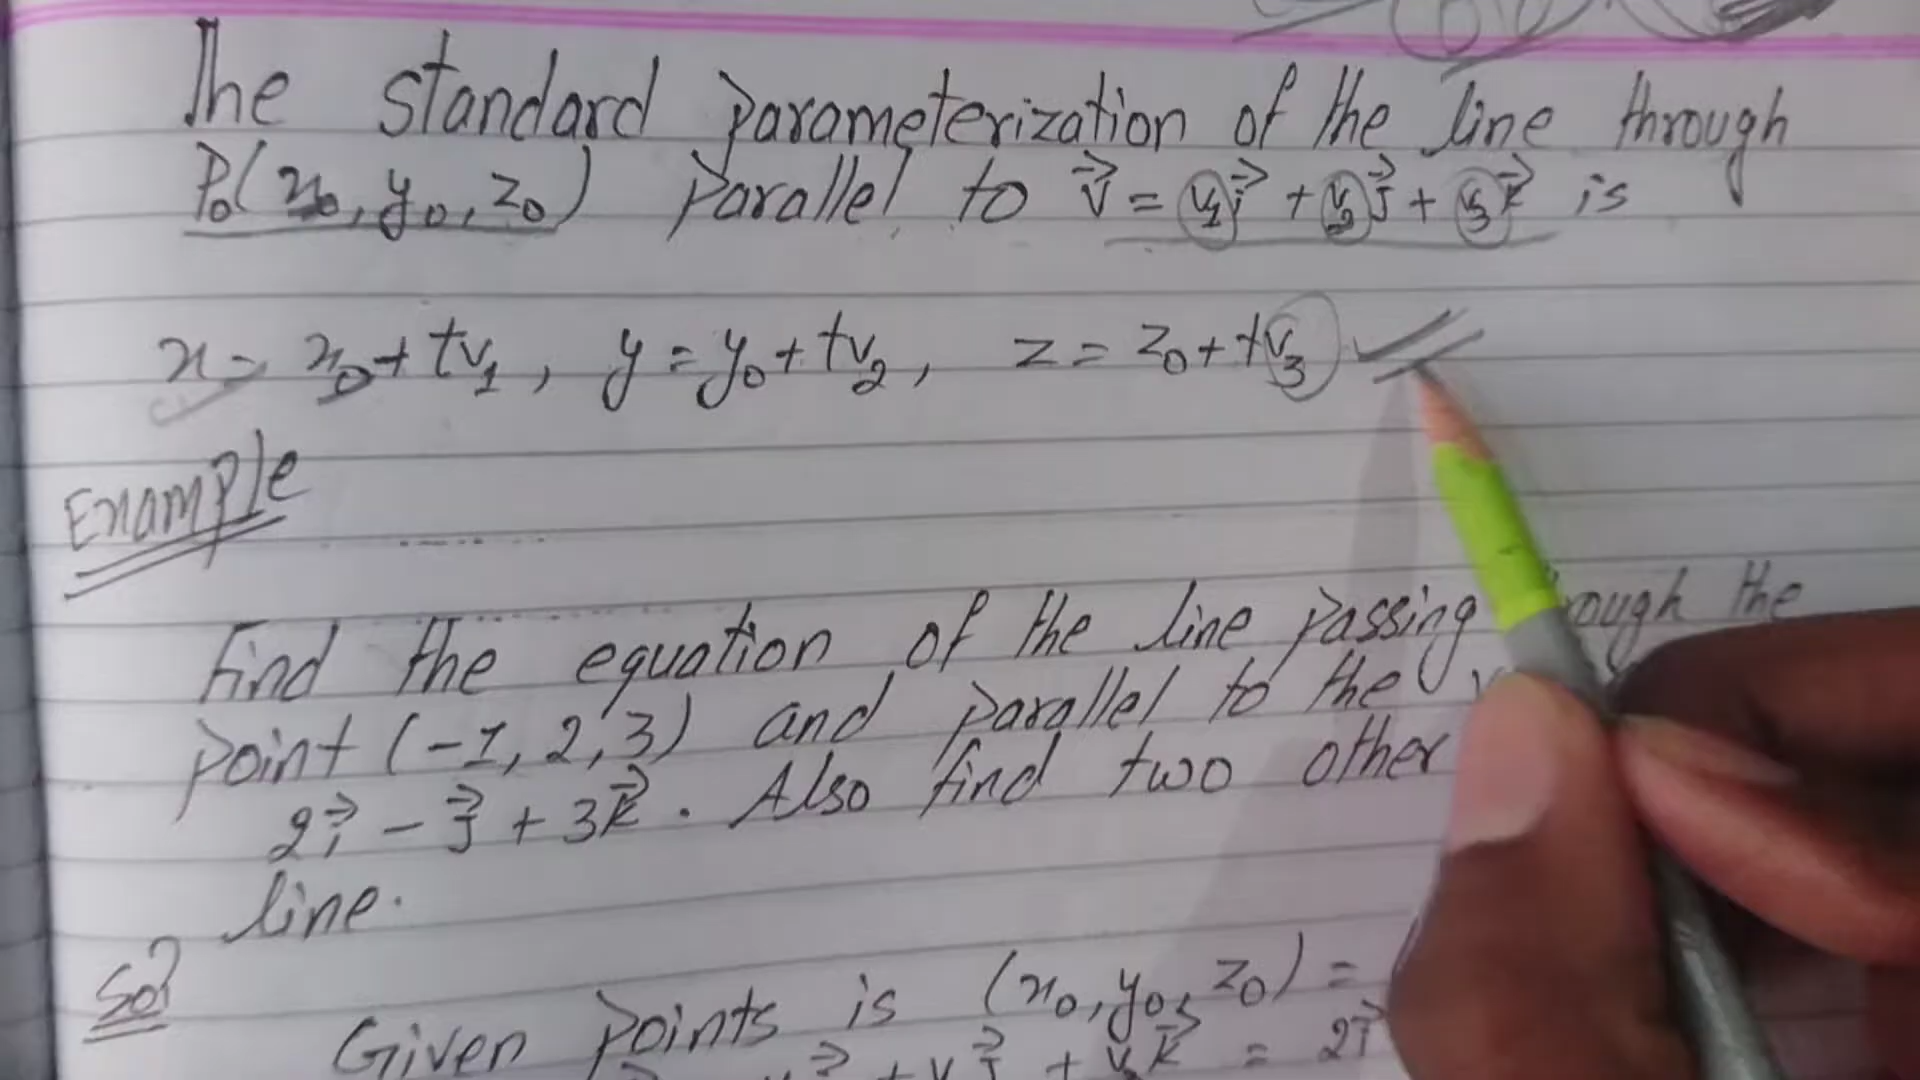 The standard parameterization of the line through
P₀(x₀, y₀, z₀) parallel to v⃗ = v₁i⃗ + v₂j⃗ + v₃k⃗ is
x = x₀ + tv₁, y = y₀ + tv₂, z = z₀ + tv₃
Example
Find the equation of the line passing the
point (-1, 2, 3) and parallel to the
2i⃗ - j⃗ + 3k⃗. Also find two other
line.
Sol
Given points is (x₀, y₀, z₀) =
k⃗ = 2i⃗